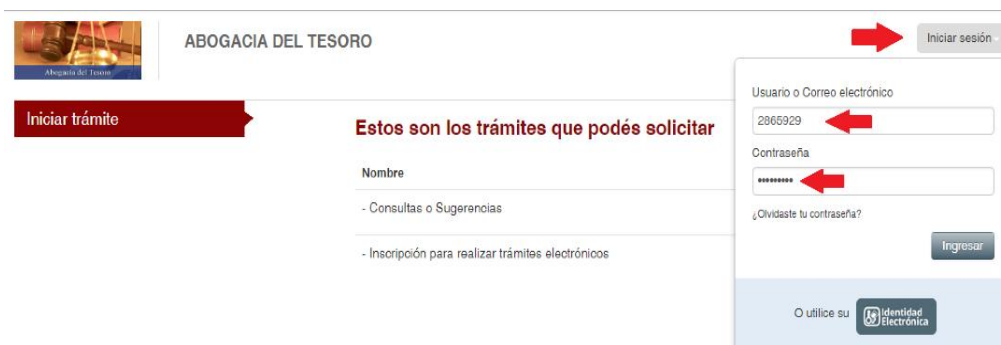 Abogacía del Tesoro
ABOGACIA DEL TESORO
Iniciar sesión
Iniciar trámite
Estos son los trámites que podés solicitar
Nombre
- Consultas o Sugerencias
- Inscripción para realizar trámites electrónicos
Usuario o Correo electrónico
2865929
Contraseña
•••••••••
¿Olvidaste tu contraseña?
Ingresar
O utilice su
Identidad
Electrónica